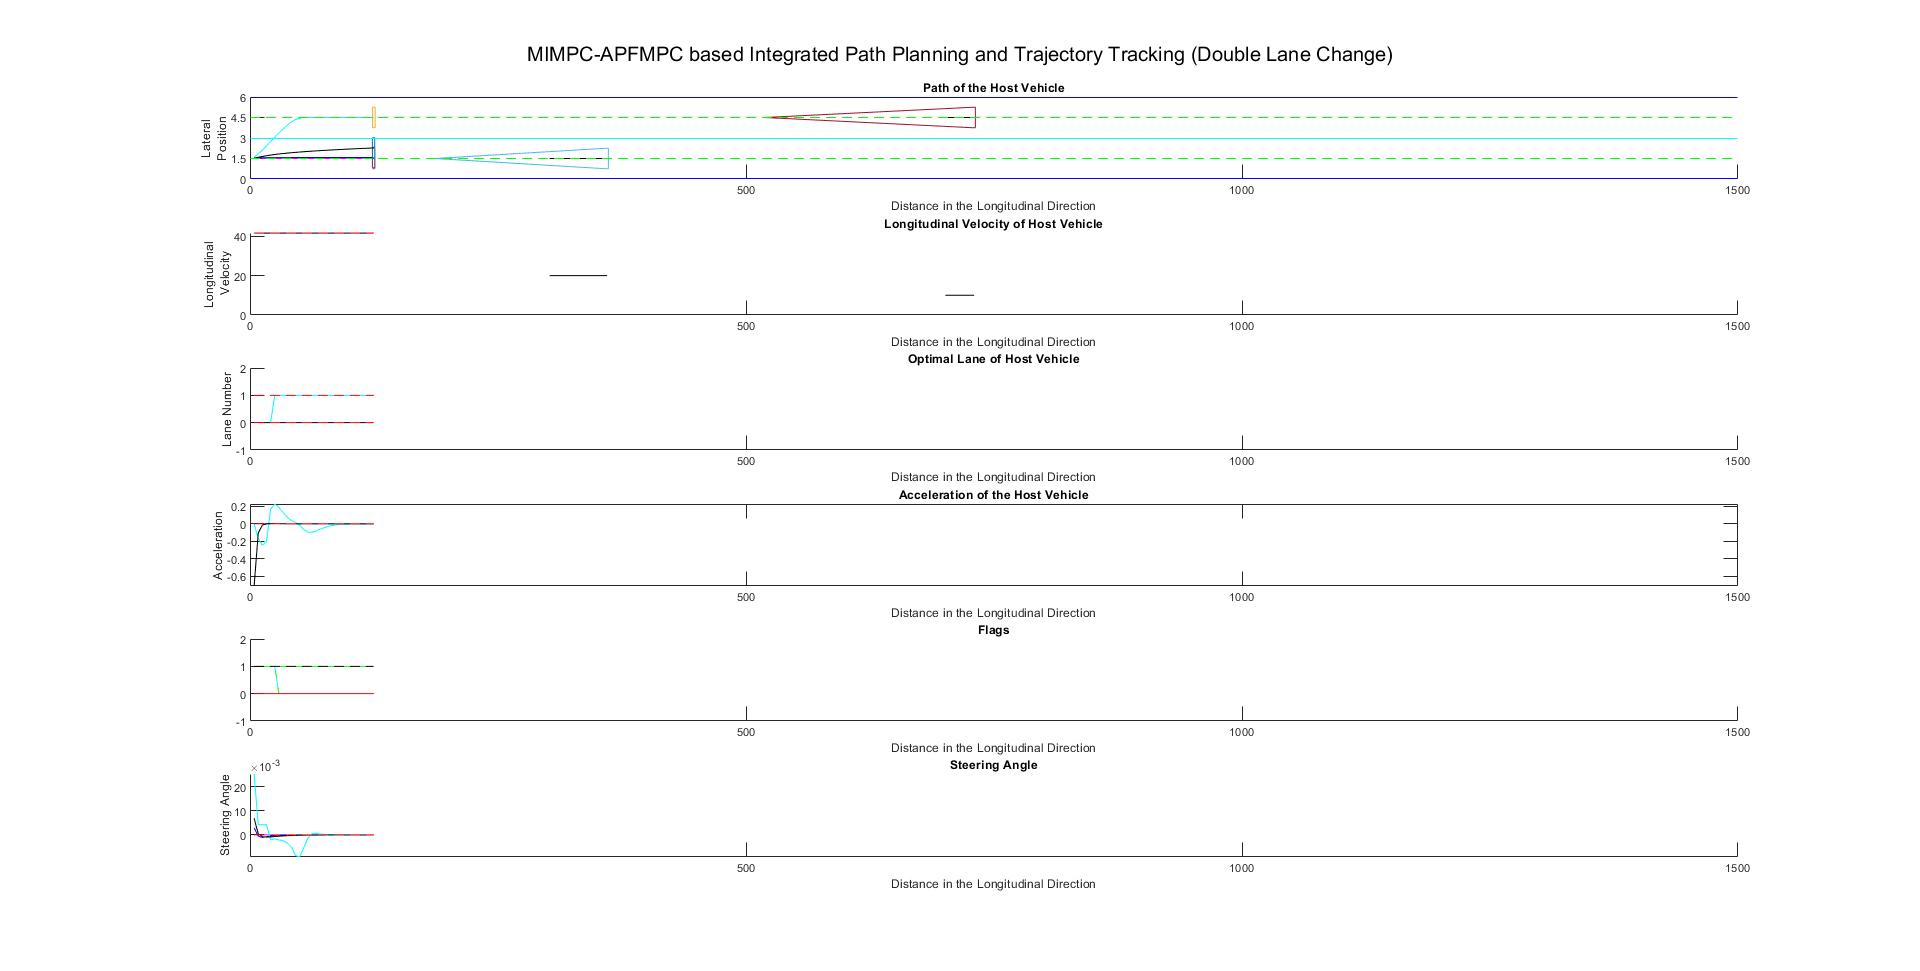 MIMPC-APFMPC based Integrated Path Planning and Trajectory Tracking (Double Lane Change)
Path of the Host Vehicle
Lateral
Position
6
4.5
3
1.5
0
0
500
1000
1500
Distance in the Longitudinal Direction
Longitudinal Velocity of Host Vehicle
Longitudinal
Velocity
40
20
0
0
500
1000
1500
Distance in the Longitudinal Direction
Optimal Lane of Host Vehicle
Lane Number
2
1
0
-1
0
500
1000
1500
Distance in the Longitudinal Direction
Acceleration of the Host Vehicle
Acceleration
0.2
0
-0.2
-0.4
-0.6
0
500
1000
1500
Distance in the Longitudinal Direction
Flags
2
1
0
-1
0
500
1000
1500
Distance in the Longitudinal Direction
Steering Angle
×10⁻³
Steering Angle
20
10
0
0
500
1000
1500
Distance in the Longitudinal Direction